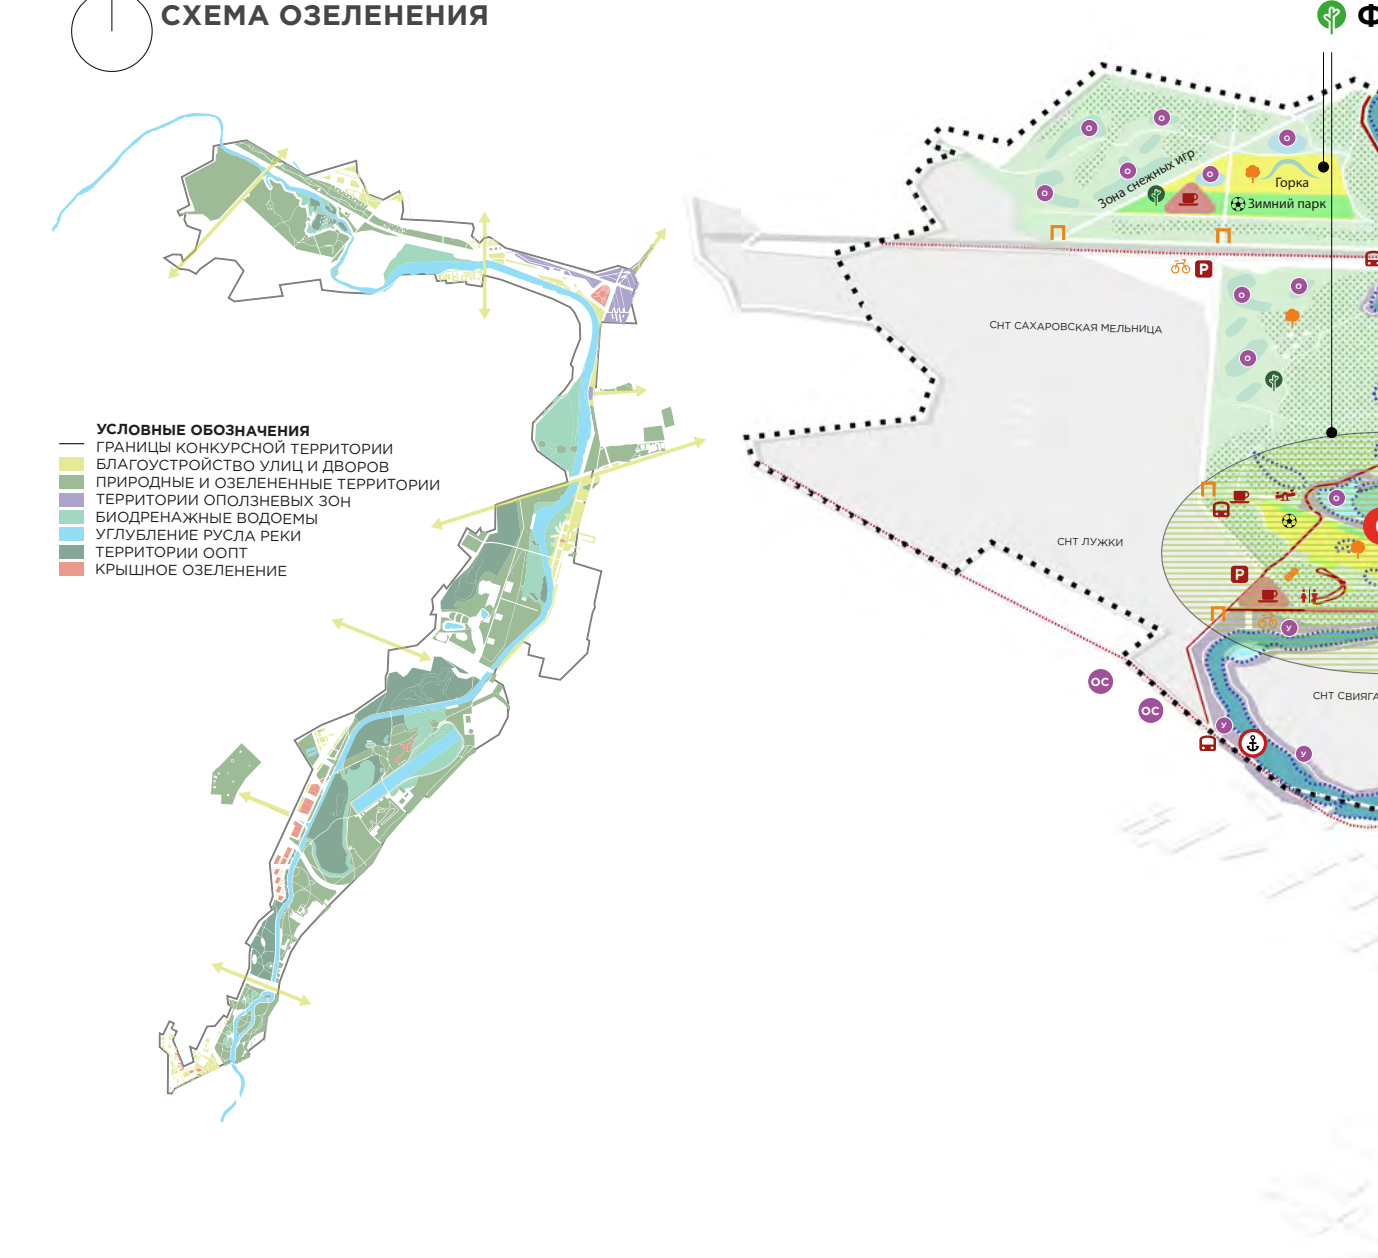 СХЕМА ОЗЕЛЕНЕНИЯ
Ф
УСЛОВНЫЕ ОБОЗНАЧЕНИЯ
ГРАНИЦЫ КОНКУРСНОЙ ТЕРРИТОРИИ
БЛАГОУСТРОЙСТВО УЛИЦ И ДВОРОВ
ПРИРОДНЫЕ И ОЗЕЛЕНЕННЫЕ ТЕРРИТОРИИ
ТЕРРИТОРИИ ОПОЛЗНЕВЫХ ЗОН
БИОДРЕНАЖНЫЕ ВОДОЕМЫ
УГЛУБЛЕНИЕ РУСЛА РЕКИ
ТЕРРИТОРИИ ООПТ
КРЫШНОЕ ОЗЕЛЕНЕНИЕ
О
О
О
О
О
О
Зона снежных игр
Горка
Зимний парк
P
О
О
О
СНТ САХАРОВСКАЯ МЕЛЬНИЦА
О
СНТ ЛУЖКИ
P
У
ОС
ОС
СНТ СВИЯГА
У
У